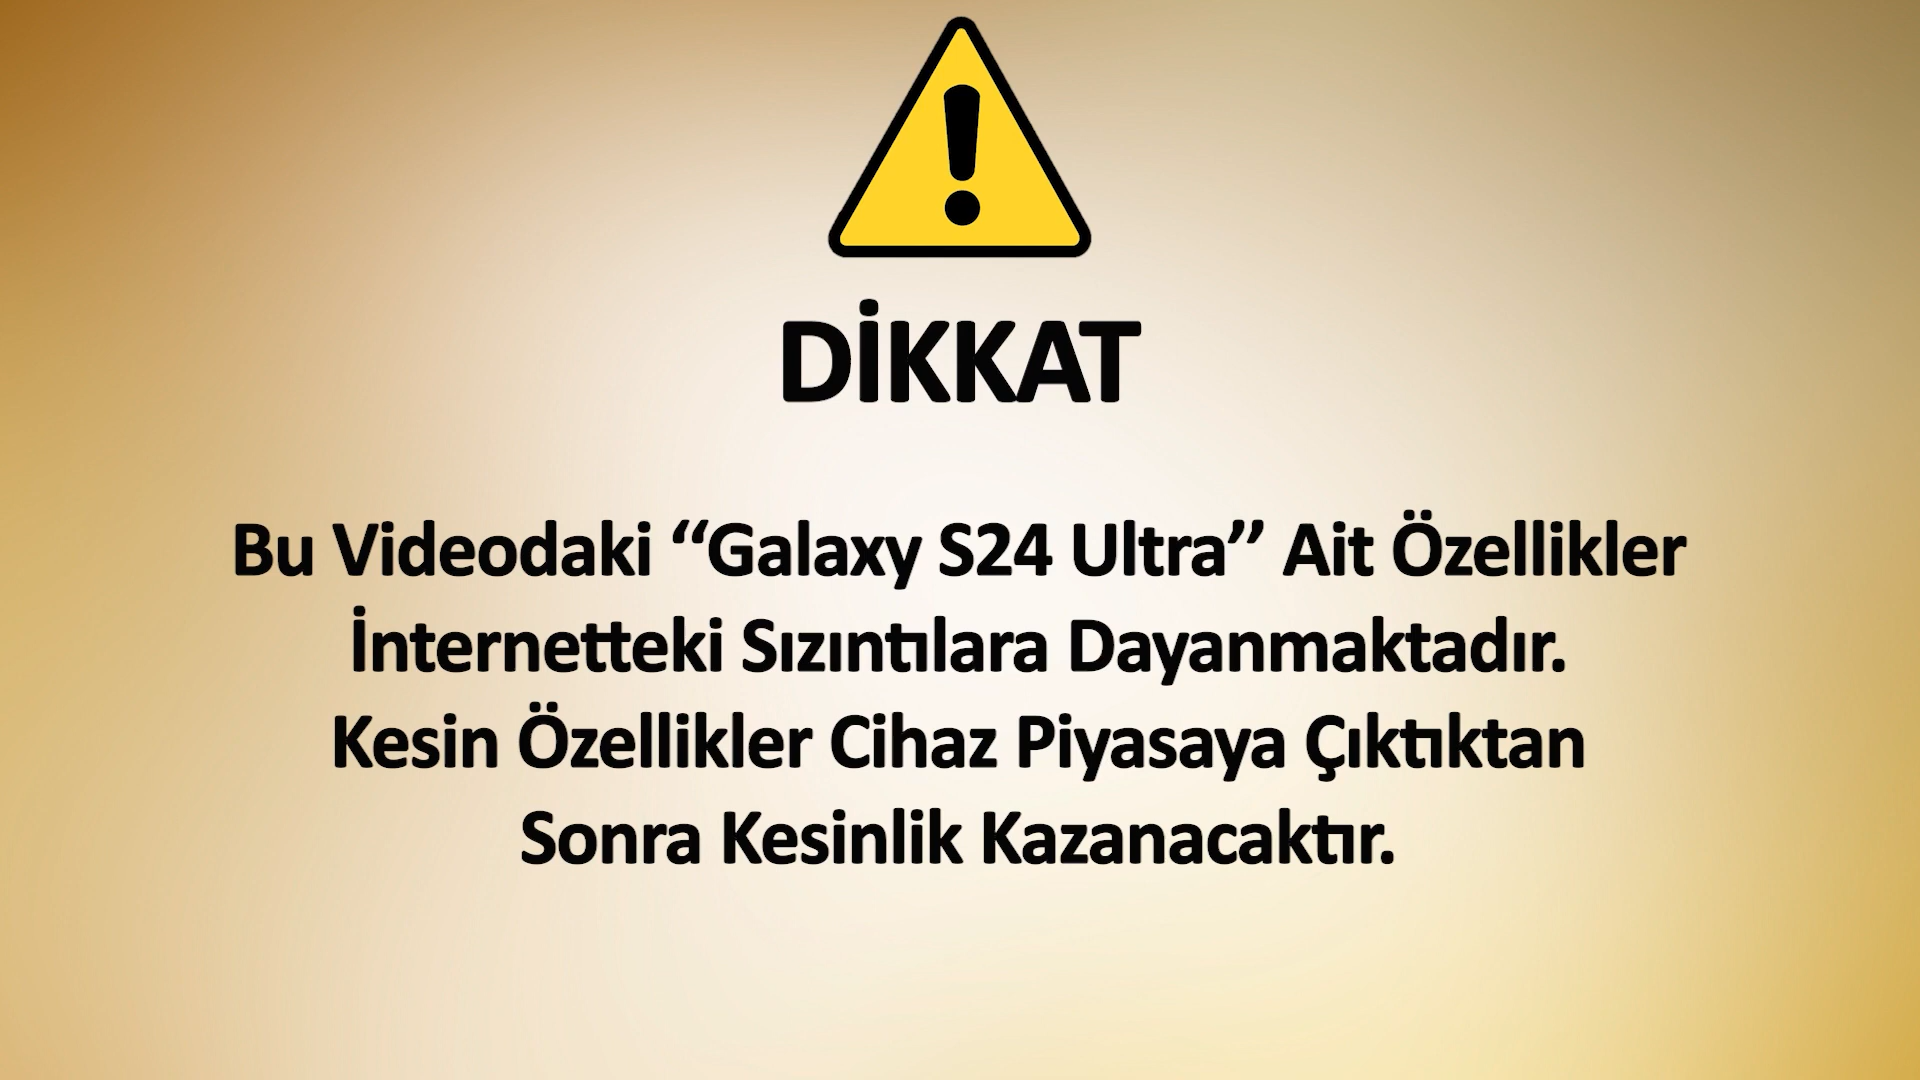 DİKKAT
Bu Videodaki “Galaxy S24 Ultra” Ait Özellikler
İnternetteki Sızıntılara Dayanmaktadır.
Kesin Özellikler Cihaz Piyasaya Çıktıktan
Sonra Kesinlik Kazanacaktır.